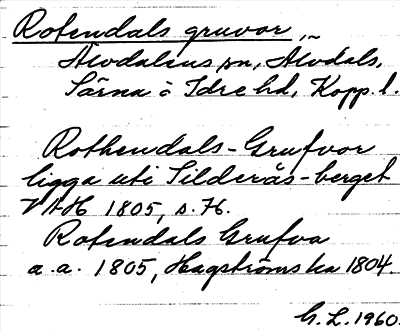 Rotendals gruvor,~
Älvdalens sn, Älvdals,
Särna o Idre hd, Kopp. l.
Rothendals-Grufvor
ligga uti Silderås-berget
VAH 1805, s. 76.
Rotendals Grufva
a.a. 1805, Hagströmska 1804
G. L. 1960.